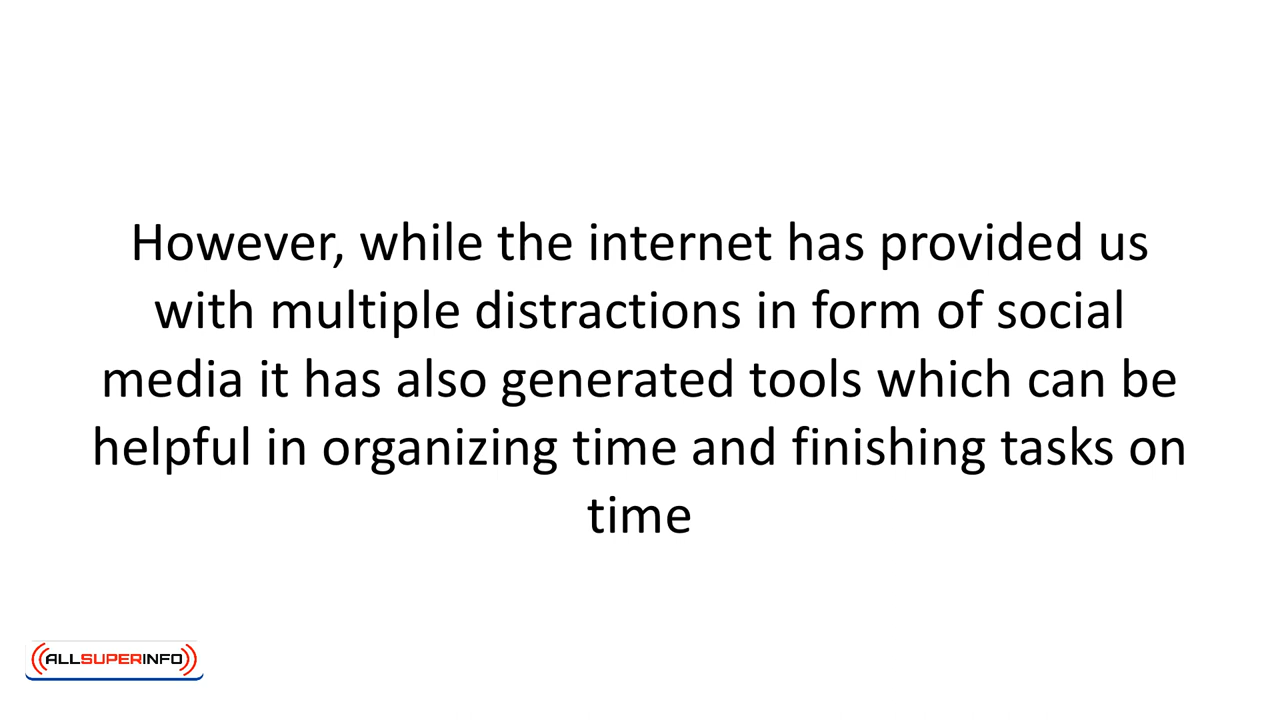 However, while the internet has provided us
with multiple distractions in form of social
media it has also generated tools which can be
helpful in organizing time and finishing tasks on
time
ALLSUPERINFO